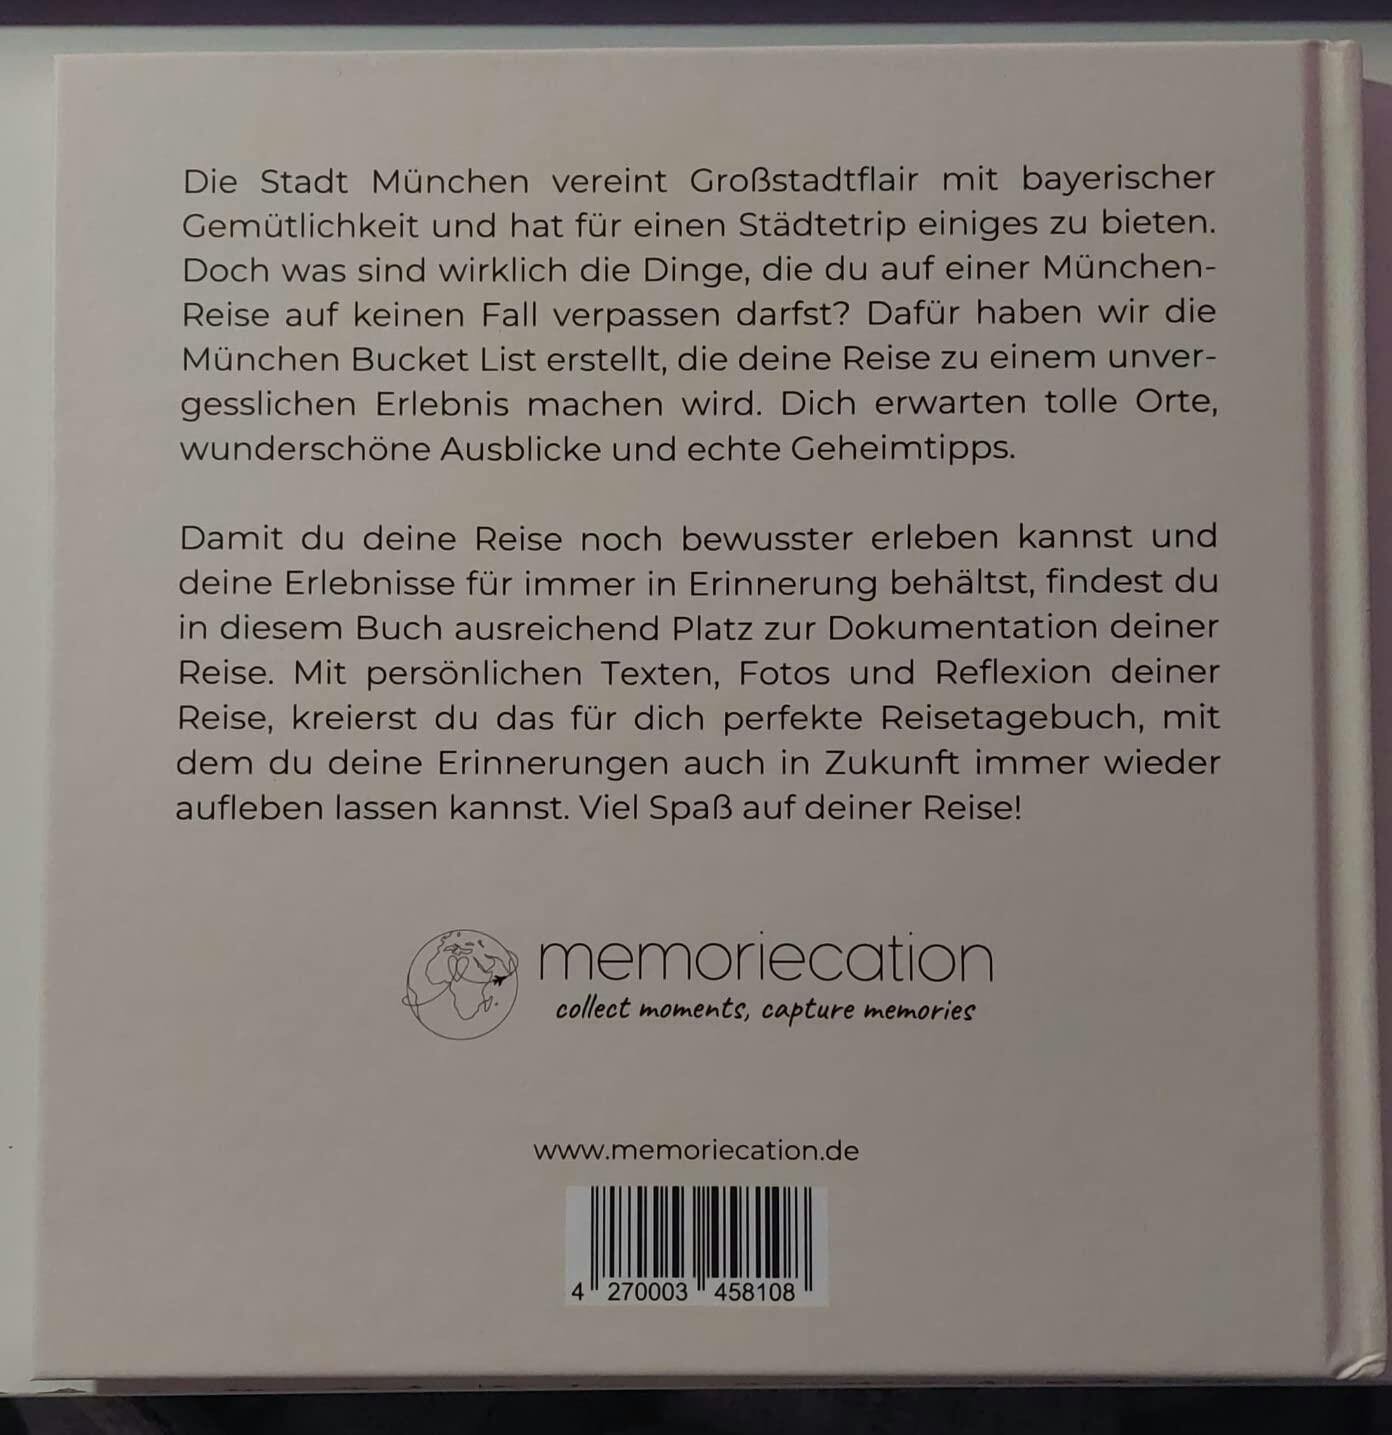 Die Stadt München vereint Großstadtflair mit bayerischer
Gemütlichkeit und hat für einen Städtetrip einiges zu bieten.
Doch was sind wirklich die Dinge, die du auf einer München-
Reise auf keinen Fall verpassen darfst? Dafür haben wir die
München Bucket List erstellt, die deine Reise zu einem unver-
gesslichen Erlebnis machen wird. Dich erwarten tolle Orte,
wunderschöne Ausblicke und echte Geheimtipps.
Damit du deine Reise noch bewusster erleben kannst und
deine Erlebnisse für immer in Erinnerung behältst, findest du
in diesem Buch ausreichend Platz zur Dokumentation deiner
Reise. Mit persönlichen Texten, Fotos und Reflexion deiner
Reise, kreierst du das für dich perfekte Reisetagebuch, mit
dem du deine Erinnerungen auch in Zukunft immer wieder
aufleben lassen kannst. Viel Spaß auf deiner Reise!
memoriecation
collect moments, capture memories
www.memoriecation.de
4 270003 458108